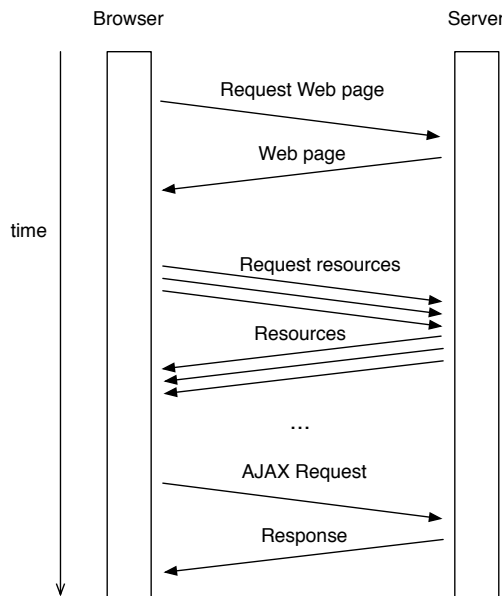 Browser
Server
Request Web page
Web page
time
Request resources
Resources
...
AJAX Request
Response